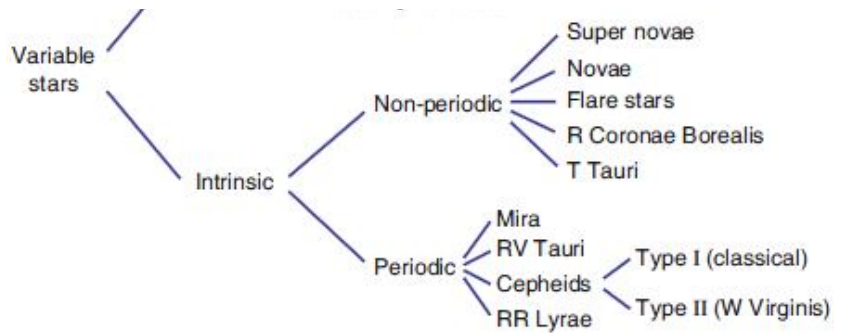 Variable
stars
Intrinsic
Non-periodic
Super novae
Novae
Flare stars
R Coronae Borealis
T Tauri
Periodic
Mira
RV Tauri
Cepheids
RR Lyrae
Type I (classical)
Type II (W Virginis)